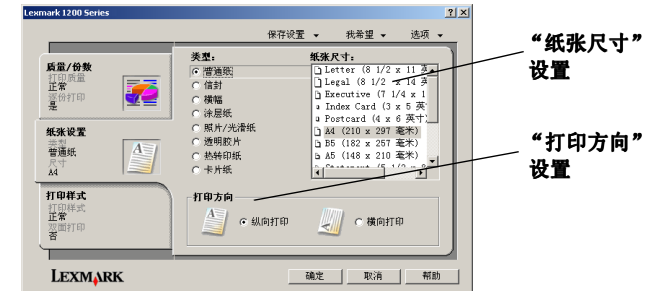 Lexmark 1200 Series
保存设置 我希望 选项
质量/份数
打印质量
正常
逐份打印
是
纸张设置
类型
普通纸
尺寸
A4
打印样式
打印样式
正常
双面打印
否
类型:
普通纸
信封
横幅
涂层纸
照片/光滑纸
透明胶片
热转印纸
卡片纸
纸张尺寸:
Letter (8 1/2 x 11 英
Legal (8 1/2 x 14 英
Executive (7 1/4 x 1
Index Card (3 x 5 英
Postcard (4 x 6 英寸
A4 (210 x 297 毫米)
B5 (182 x 257 毫米)
A5 (148 x 210 毫米)
Statement (5 1/2 x 8
打印方向
纵向打印
横向打印
LEXMARK
确定 取消 帮助
“纸张尺寸”
设置
“打印方向”
设置